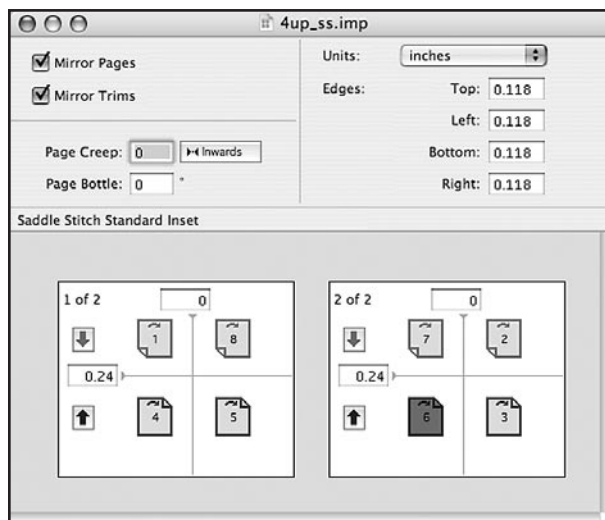 4up_ss.imp
Mirror Pages
Mirror Trims
Page Creep: 0 Inwards
Page Bottle: 0 °
Units: inches
Edges: Top: 0.118
Left: 0.118
Bottom: 0.118
Right: 0.118
Saddle Stitch Standard Inset
1 of 2 0
1 8
0.24
4 5
2 of 2 0
7 2
0.24
6 3